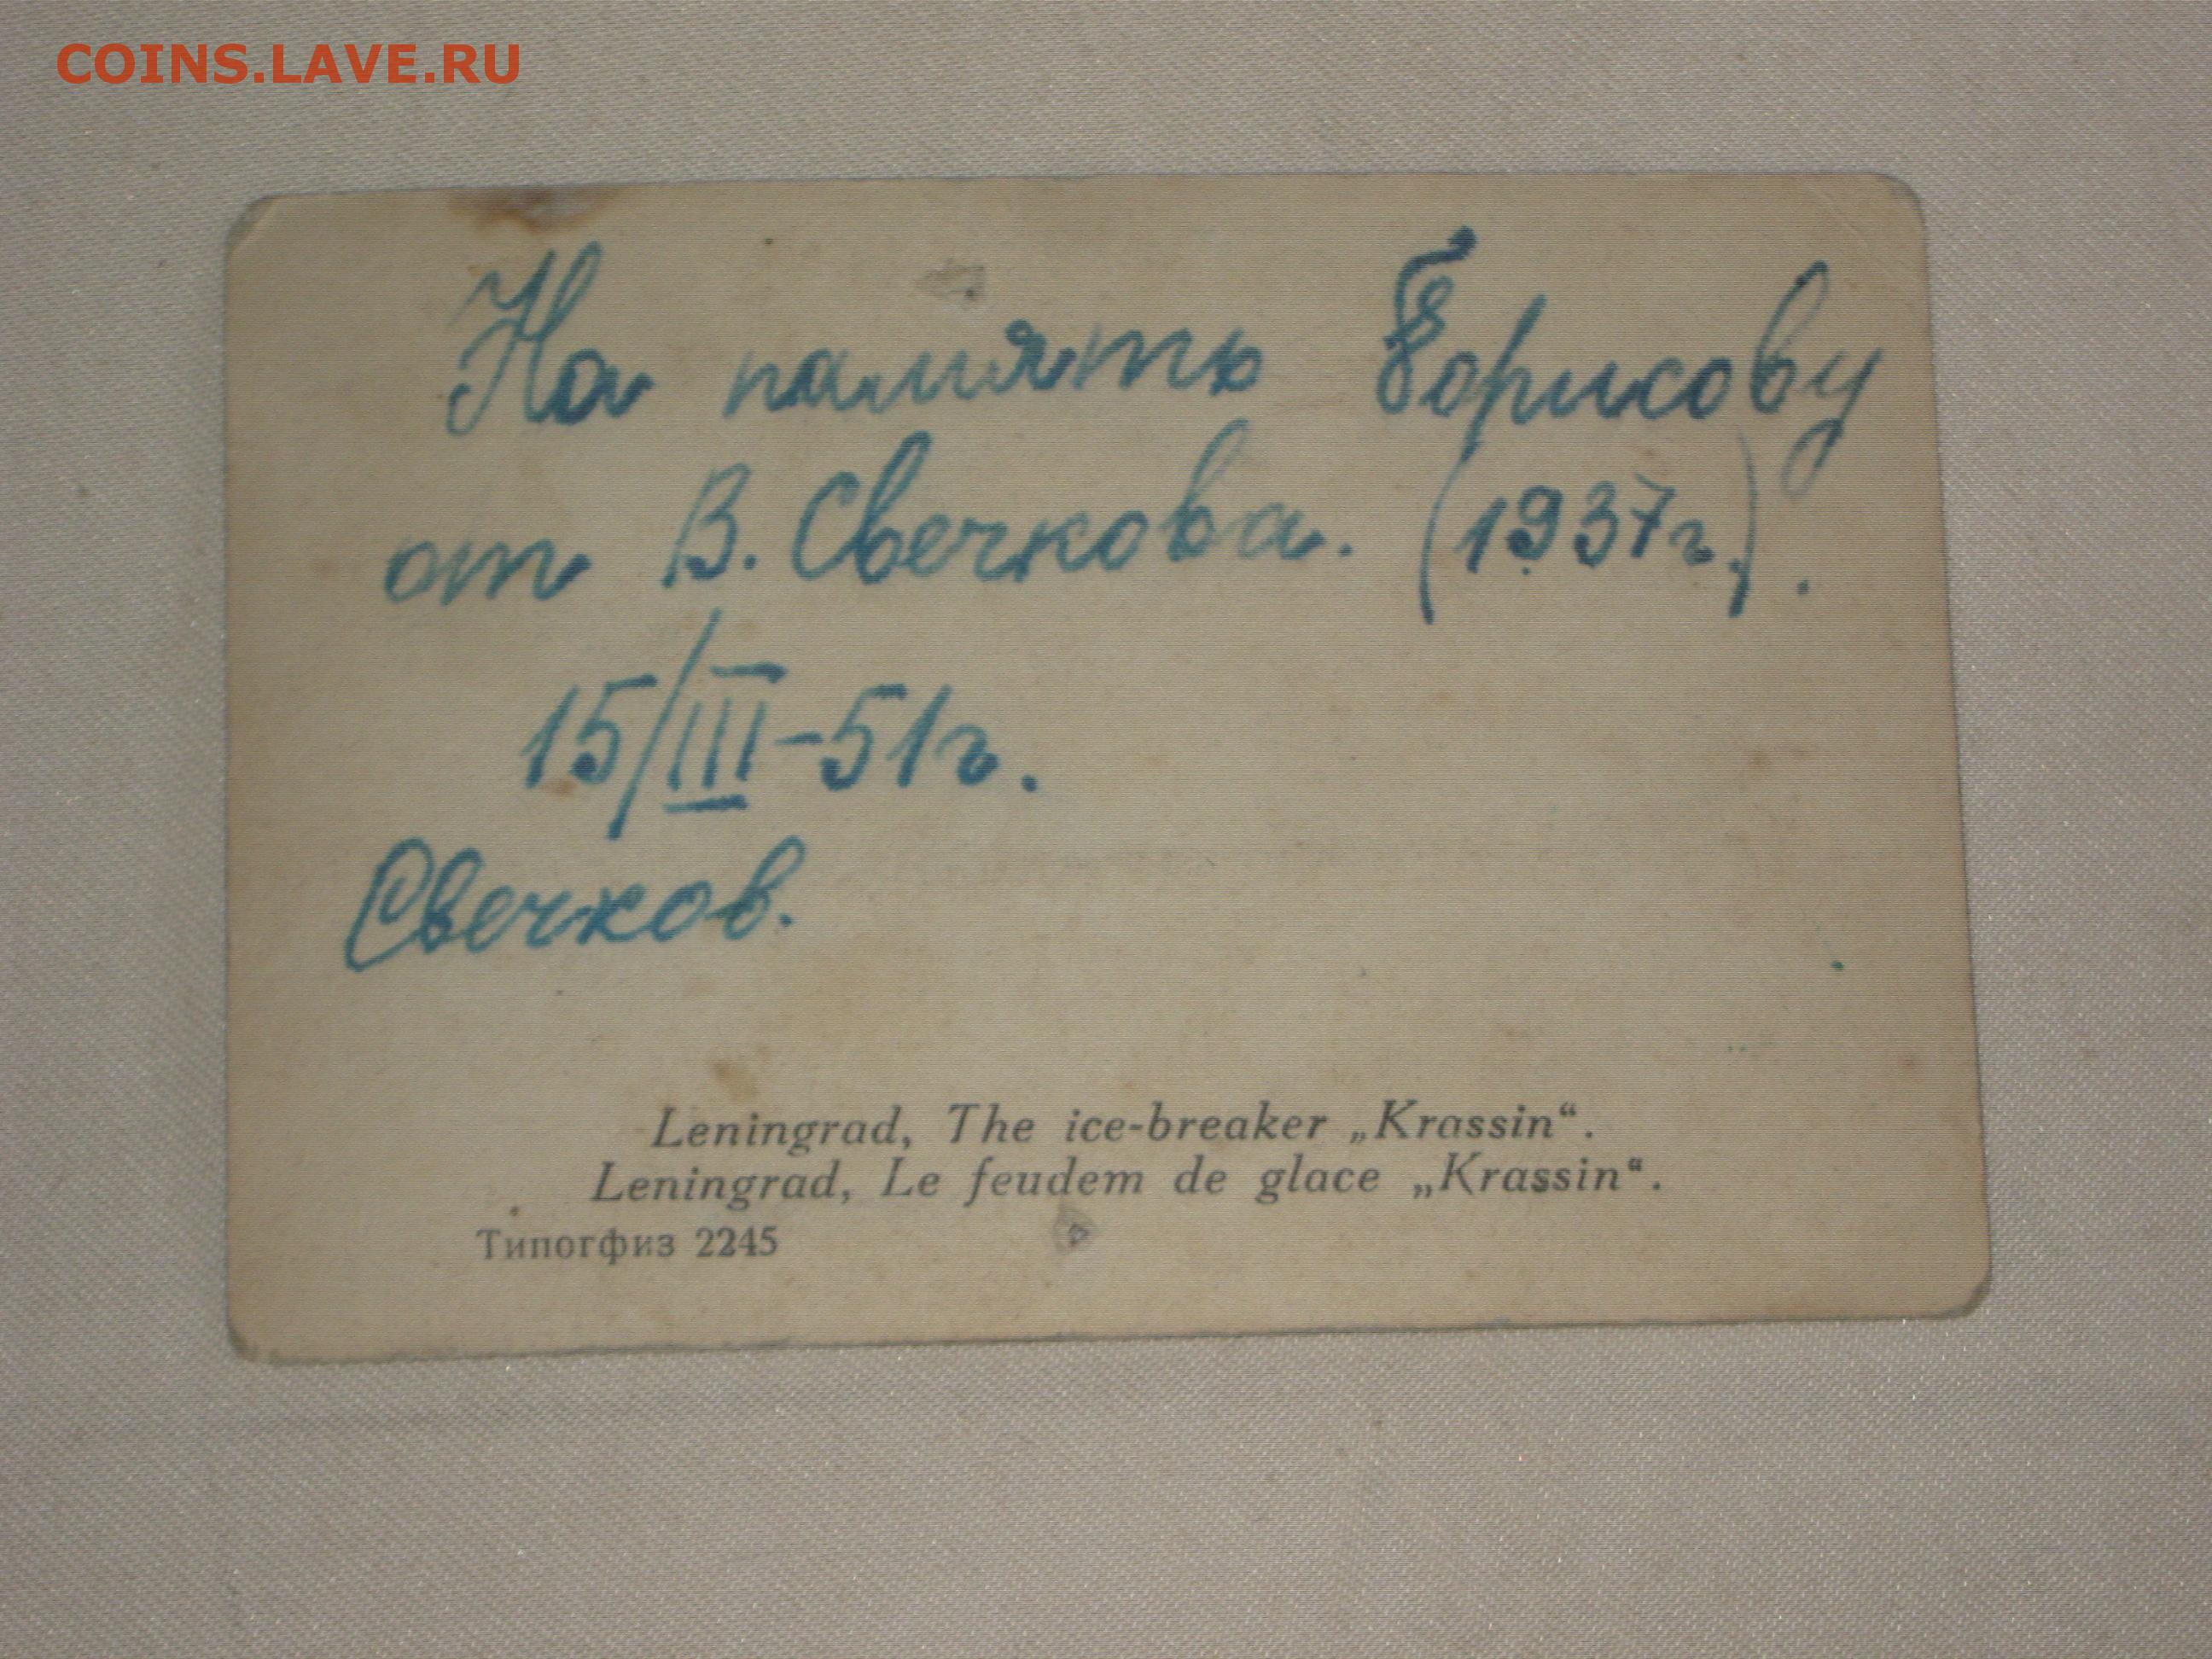 COINS.LAVE.RU
На память Борисову
от В. Свечкова. (1937г.).
15/III-51г.
Свечков.
Leningrad, The ice-breaker „Krassin“.
Leningrad, Le feudem de glace „Krassin“.
Типогфиз 2245